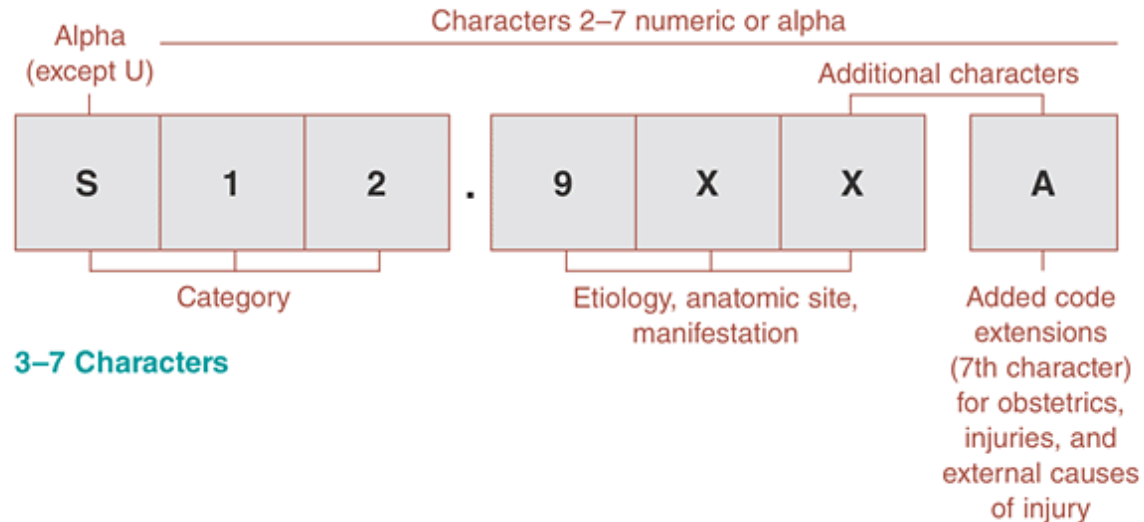 Characters 2–7 numeric or alpha
Alpha
(except U)
Additional characters
S 1 2 . 9 X X A
Category
Etiology, anatomic site,
manifestation
Added code
extensions
(7th character)
for obstetrics,
injuries, and
external causes
of injury
3–7 Characters